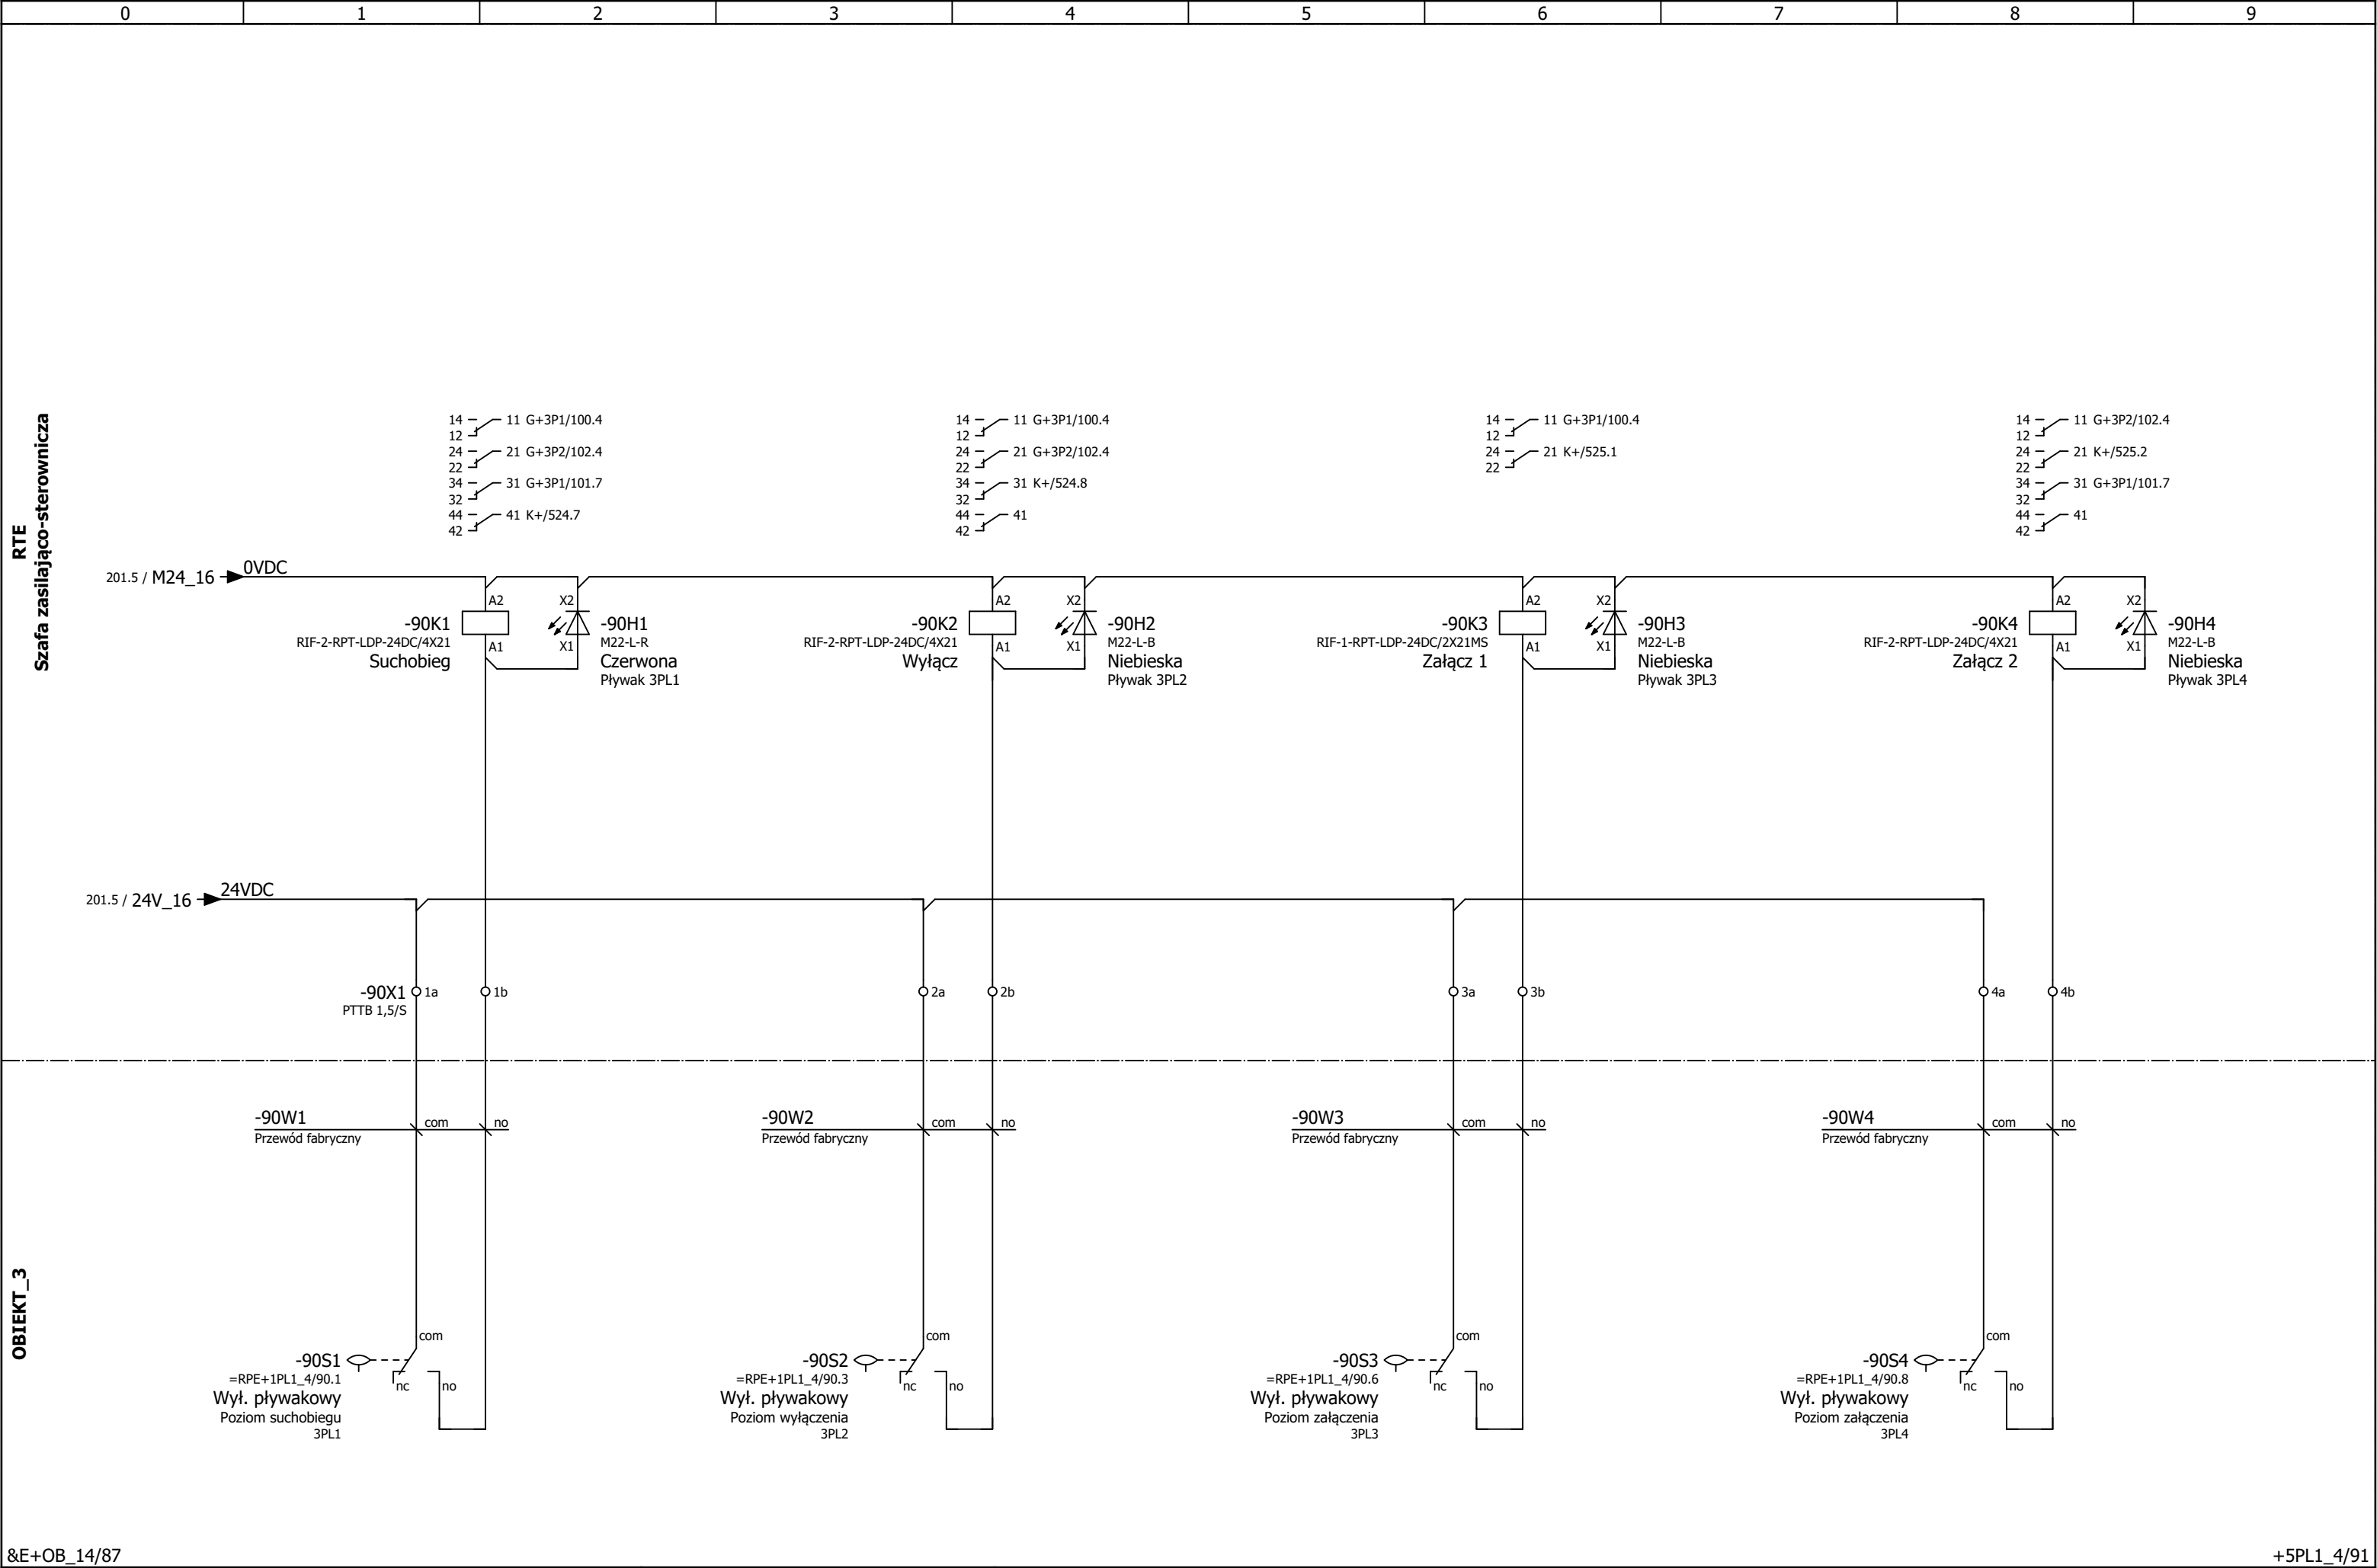 0 1 2 3 4 5 6 7 8 9
RTE
Szafa zasilająco-sterownicza
14 11 G+3P1/100.4
12
24 21 G+3P2/102.4
22
34 31 G+3P1/101.7
32
44 41 K+/524.7
42
14 11 G+3P1/100.4
12
24 21 G+3P2/102.4
22
34 31 K+/524.8
32
44 41
42
14 11 G+3P1/100.4
12
24 21 K+/525.1
22
14 11 G+3P2/102.4
12
24 21 K+/525.2
22
34 31 G+3P1/101.7
32
44 41
42
201.5 / M24_16 0VDC
-90K1
RIF-2-RPT-LDP-24DC/4X21
Suchobieg
A2
A1
X2
X1
-90H1
M22-L-R
Czerwona
Pływak 3PL1
-90K2
RIF-2-RPT-LDP-24DC/4X21
Wyłącz
A2
A1
X2
X1
-90H2
M22-L-B
Niebieska
Pływak 3PL2
-90K3
RIF-1-RPT-LDP-24DC/2X21MS
Załącz 1
A2
A1
X2
X1
-90H3
M22-L-B
Niebieska
Pływak 3PL3
-90K4
RIF-2-RPT-LDP-24DC/4X21
Załącz 2
A2
A1
X2
X1
-90H4
M22-L-B
Niebieska
Pływak 3PL4
201.5 / 24V_16 24VDC
-90X1 1a 1b 2a 2b 3a 3b 4a 4b
PTTB 1,5/S
OBIEKT_3
-90W1 com no
Przewód fabryczny
-90W2 com no
Przewód fabryczny
-90W3 com no
Przewód fabryczny
-90W4 com no
Przewód fabryczny
com
-90S1
=RPE+1PL1_4/90.1
nc no
Wył. pływakowy
Poziom suchobiegu
3PL1
com
-90S2
=RPE+1PL1_4/90.3
nc no
Wył. pływakowy
Poziom wyłączenia
3PL2
com
-90S3
=RPE+1PL1_4/90.6
nc no
Wył. pływakowy
Poziom załączenia
3PL3
com
-90S4
=RPE+1PL1_4/90.8
nc no
Wył. pływakowy
Poziom załączenia
3PL4
&E+OB_14/87
+5PL1_4/91